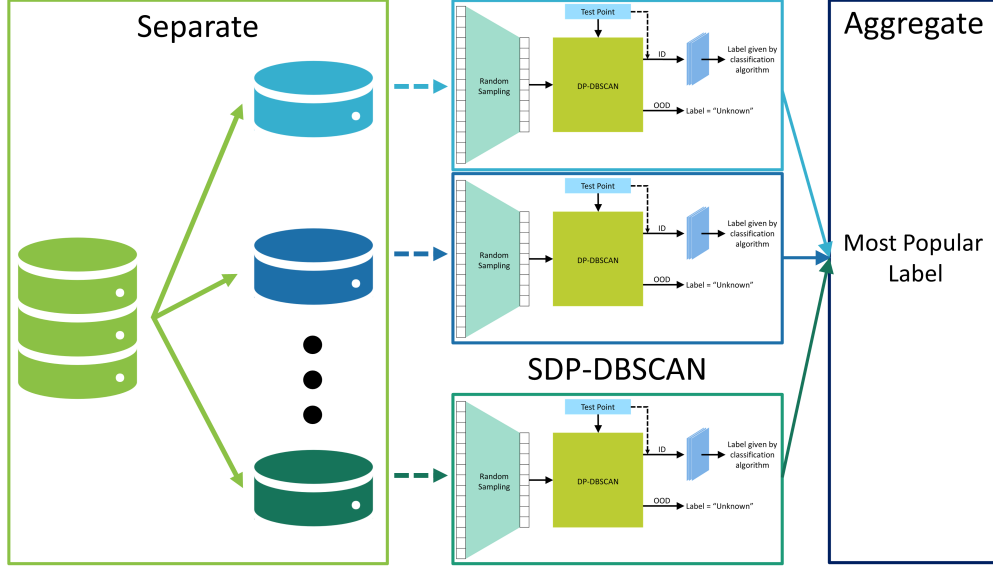 Separate
Test Point
Random
Sampling
DP-DBSCAN
ID
Label given by
classification
algorithm
OOD
Label = "Unknown"
Test Point
Random
Sampling
DP-DBSCAN
ID
Label given by
classification
algorithm
OOD
Label = "Unknown"
SDP-DBSCAN
Test Point
Random
Sampling
DP-DBSCAN
ID
Label given by
classification
algorithm
OOD
Label = "Unknown"
Aggregate
Most Popular
Label